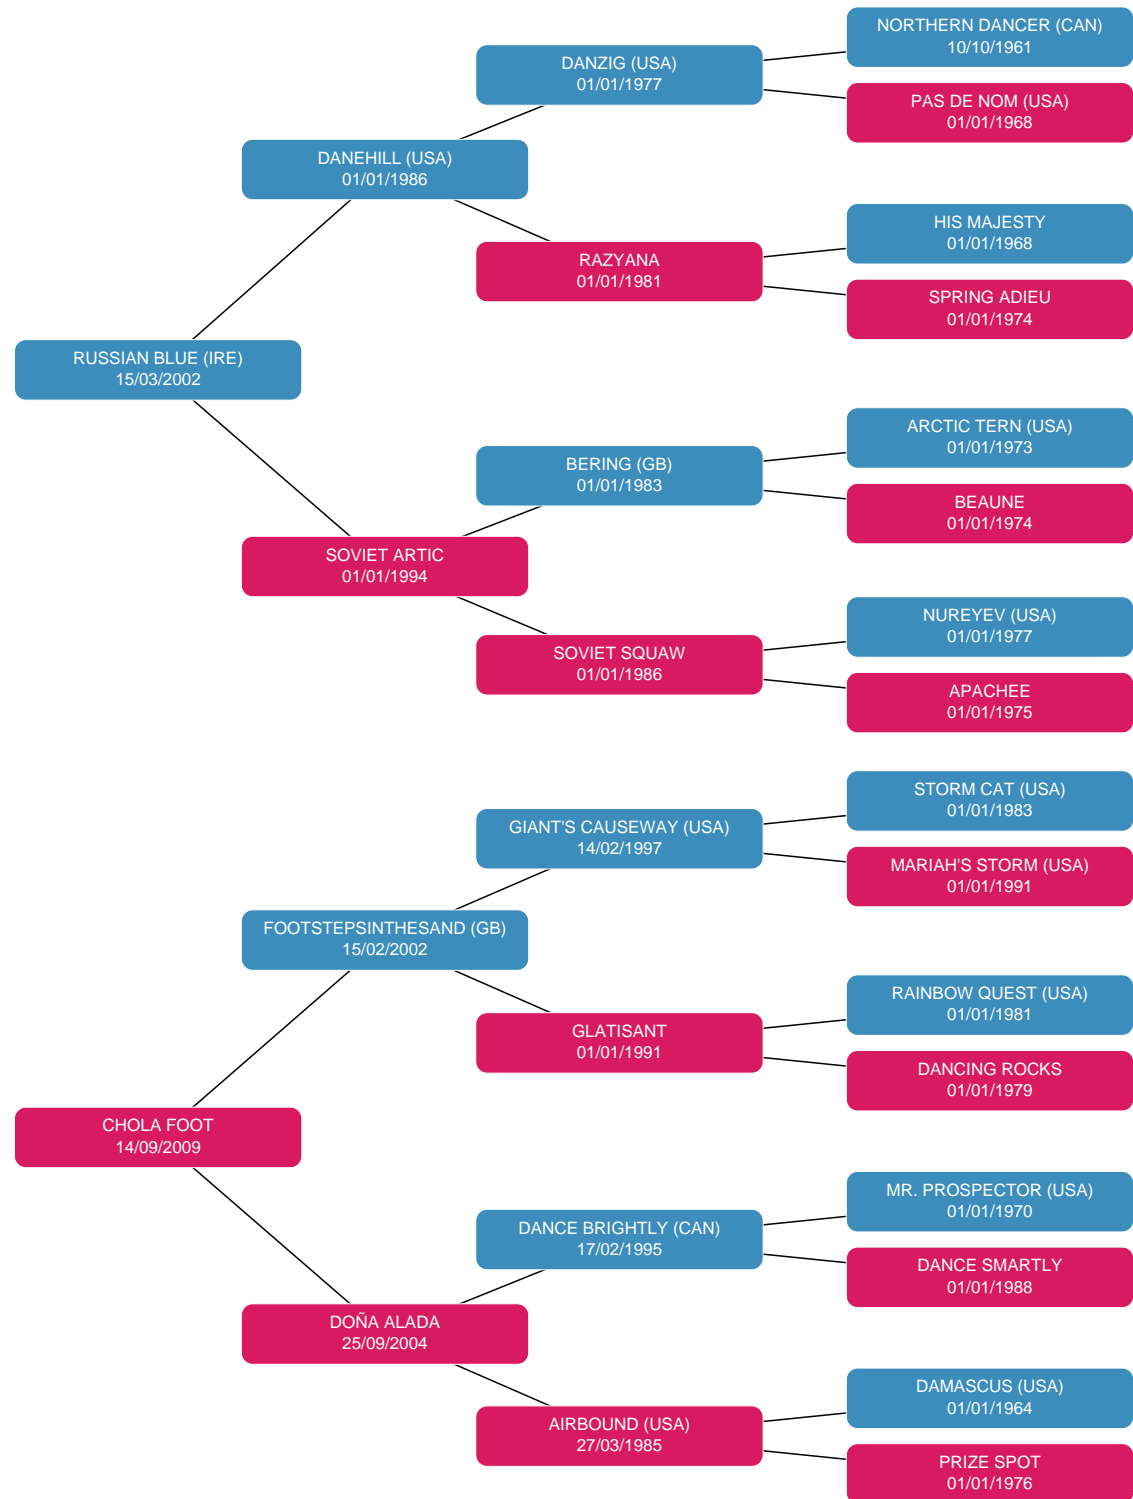 NORTHERN DANCER (CAN)
10/10/1961
DANZIG (USA)
01/01/1977
PAS DE NOM (USA)
01/01/1968
DANEHILL (USA)
01/01/1986
HIS MAJESTY
01/01/1968
RAZYANA
01/01/1981
SPRING ADIEU
01/01/1974
RUSSIAN BLUE (IRE)
15/03/2002
ARCTIC TERN (USA)
01/01/1973
BERING (GB)
01/01/1983
BEAUNE
01/01/1974
SOVIET ARTIC
01/01/1994
NUREYEV (USA)
01/01/1977
SOVIET SQUAW
01/01/1986
APACHEE
01/01/1975
STORM CAT (USA)
01/01/1983
GIANT'S CAUSEWAY (USA)
14/02/1997
MARIAH'S STORM (USA)
01/01/1991
FOOTSTEPSINTHESAND (GB)
15/02/2002
RAINBOW QUEST (USA)
01/01/1981
GLATISANT
01/01/1991
DANCING ROCKS
01/01/1979
CHOLA FOOT
14/09/2009
MR. PROSPECTOR (USA)
01/01/1970
DANCE BRIGHTLY (CAN)
17/02/1995
DANCE SMARTLY
01/01/1988
DOÑA ALADA
25/09/2004
DAMASCUS (USA)
01/01/1964
AIRBOUND (USA)
27/03/1985
PRIZE SPOT
01/01/1976